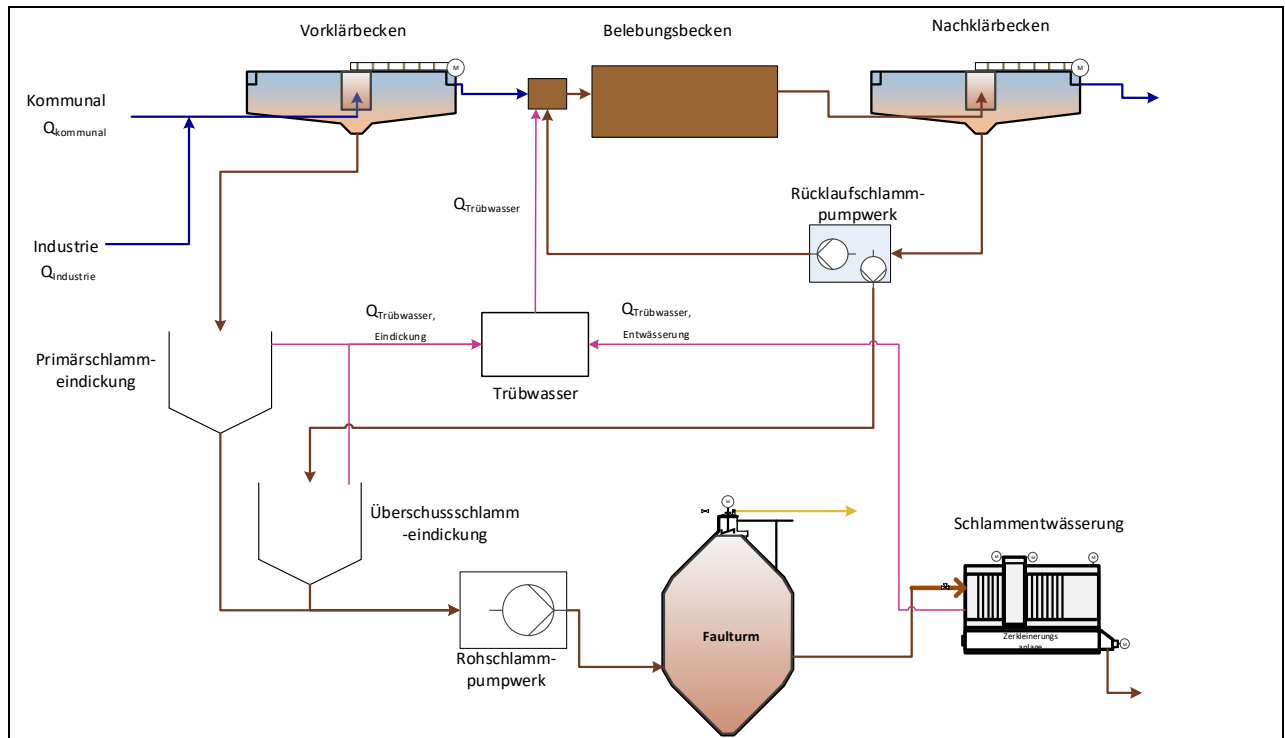 Vorklärbecken
Belebungsbecken
Nachklärbecken
M
M
Kommunal
Qkommunal
Rücklaufschlamm-
pumpwerk
QTrübwasser
Industrie
QIndustrie
QTrübwasser,
Eindickung
QTrübwasser,
Entwässerung
Primärschlamm-
eindickung
Trübwasser
Überschussschlamm
-eindickung
M
Schlammentwässerung
M
M
M
Faulturm
Zerkleinerungs
anlage
M
Rohschlamm-
pumpwerk